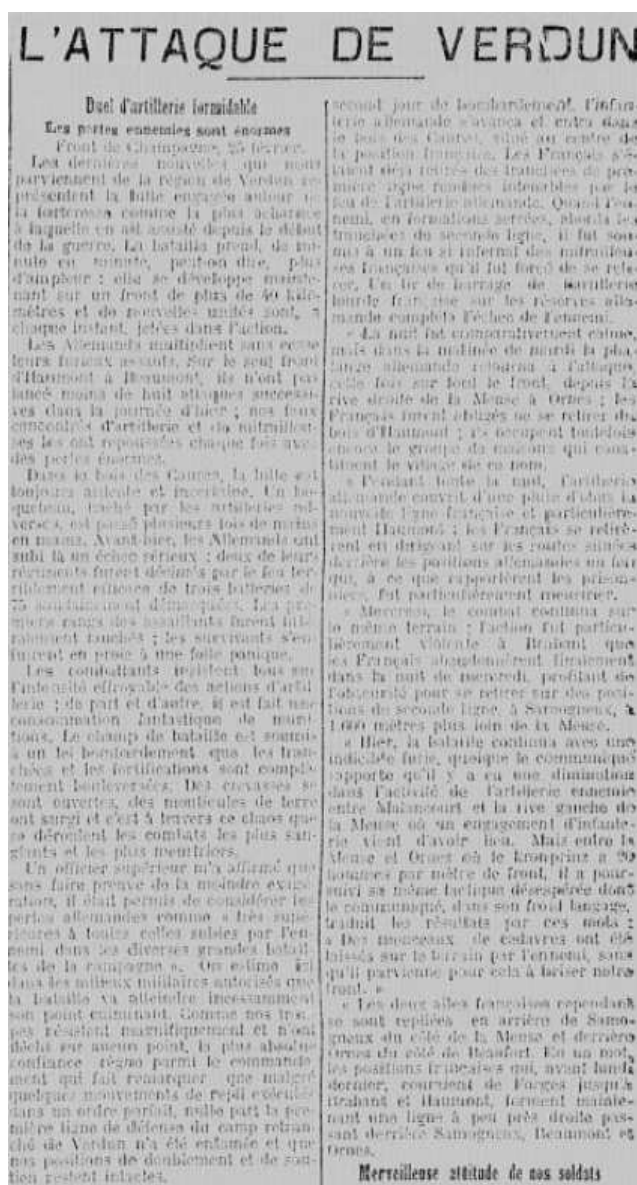 L'ATTAQUE DE VERDUN
Duel d'artillerie formidable
Les pertes ennemies sont énormes
Front de Champagne, 25 février.
Les dernières nouvelles qui nous
parviennent de la région de Verdun re-
présentent la lutte engagée autour de
la forteresse comme la plus acharnée
à laquelle on ait assisté depuis le début
de la guerre. La bataille prend, de mi-
nute en minute, peut-on dire, plus
d'ampleur ; elle se développe mainte-
nant sur un front de plus de 40 kilo-
mètres et de nouvelles unités sont, à
chaque instant, jetées dans l'action.
Les Allemands multiplient sans cesse
leurs furieux assauts. Sur le seul front
d'Haumont à Beaumont, ils n'ont pas
lancé moins de huit attaques successi-
ves dans la journée d'hier ; nos feux
concentrés d'artillerie et de mitrailleu-
ses les ont repoussées chaque fois avec
des pertes énormes.
Dans le bois des Caures, la lutte est
toujours ardente et incertaine. Un bo-
queteau, haché par les artilleries ad-
verses, est passé plusieurs fois de mains
en mains. Avant-hier, les Allemands ont
subi là un échec sérieux ; deux de leurs
régiments furent décimés par le feu ter-
riblement efficace de trois batteries de
75 soudainement démasquées. Les pre-
miers rangs des assaillants furent litté-
ralement fauchés ; les survivants s'en-
fuirent en proie à une folle panique.
Les combattants insistent tous sur
l'intensité effroyable des actions d'artil-
lerie ; de part et d'autre, il est fait une
consommation fantastique de muni-
tions. Le champ de bataille est soumis
à un tel bombardement que les tran-
chées et les fortifications sont complè-
tement bouleversées. Des crevasses se
sont ouvertes, des monticules de terre
ont surgi et c'est à travers ce chaos que
se déroulent les combats les plus san-
glants et les plus meurtriers.
Un officier supérieur m'a affirmé que
sans faire preuve de la moindre exagé-
ration, il était permis de considérer les
pertes allemandes comme « très supé-
rieures à toutes celles subies par l'en-
nemi dans les diverses grandes batail-
les de la campagne ». On estime ici
dans les milieux militaires autorisés que
la bataille va atteindre incessamment
son point culminant. Comme nos trou-
pes résistent magnifiquement et n'ont
fléchi sur aucun point, la plus absolue
confiance règne parmi le commande-
ment qui fait remarquer que malgré
quelques mouvements de repli exécutés
dans un ordre parfait, nulle part la pre-
mière ligne de défense du camp retran-
ché de Verdun n'a été entamée et que
nos positions de doublement et de sou-
tien restent intactes.
second jour de bombardement, l'infan-
terie allemande s'avança et entra dans
le bois des Caures, situé au centre de
la position française. Les Français s'é-
taient déjà retirés des tranchées de pre-
mière ligne rendues intenables par le
feu de l'artillerie allemande. Quand l'en-
nemi, en formations serrées, aborda les
tranchées de seconde ligne, il fut sou-
mis à un feu si infernal des mitrailleu-
ses françaises qu'il fut forcé de se reti-
rer. Un tir de barrage de l'artillerie
lourde française sur les réserves alle-
mande compléta l'échec de l'ennemi.
« La nuit fut comparativement calme,
mais dans la matinée de mardi la pha-
lange allemande retourna à l'attaque,
cette fois sur tout le front, depuis la
rive droite de la Meuse à Ornes ; les
Français furent obligés de se retirer du
bois d'Haumont ; ils occupent toutefois
encore le groupe de maisons qui cons-
tituent le village de ce nom.
« Pendant toute la nuit, l'artillerie
allemande couvrit d'une pluie d'obus la
nouvelle ligne française et particulière-
ment Haumont ; les Français se retirè-
rent en dirigeant sur les routes situées
derrière les positions allemandes un feu
qui, à ce que rapportèrent les prison-
niers, fut particulièrement meurtrier.
« Mercredi, le combat continua sur
le même terrain ; l'action fut particu-
lièrement violente à Brabant que
les Français abandonnèrent finalement
dans la nuit de mercredi, profitant de
l'obscurité pour se retirer sur des posi-
tions de seconde ligne, à Samogneux, à
1.600 mètres plus loin de la Meuse.
« Hier, la bataille continua avec une
indicible furie, quoique le communiqué
rapporte qu'il y a eu une diminution
dans l'activité de l'artillerie ennemie
entre Malancourt et la rive gauche de
la Meuse où un engagement d'infante-
rie vient d'avoir lieu. Mais entre la
Meuse et Ornes où le kronprinz a 20
hommes par mètre de front, il a pour-
suivi sa même tactique désespérée dont
le communiqué, dans son froid langage,
traduit les résultats par ces mots :
« Des monceaux de cadavres ont été
laissés sur le terrain par l'ennemi, sans
qu'il parvienne pour cela à briser notre
front. »
« Les deux ailes françaises cependant
se sont repliées en arrière de Samo-
gneux du côté de la Meuse et derrière
Ornes du côté de Beaufort. En un mot,
les positions françaises qui, avant lundi
dernier, couraient de Forges jusqu'à
Brabant et Haumont, forment mainte-
nant une ligne à peu près droite pas-
sant derrière Samogneux, Beaumont et
Ornes.
Merveilleuse attitude de nos soldats